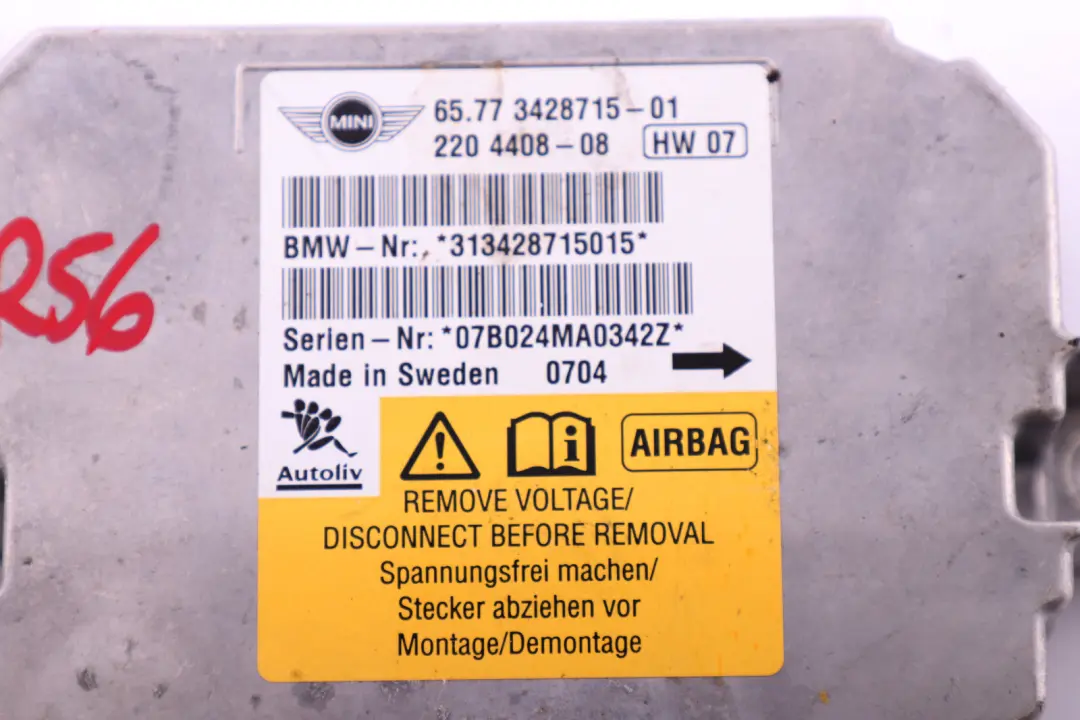 MINI
65.77 3428715-01
220 4408-08 HW 07
BMW-Nr: *313428715015*
R56
Serien-Nr: *07B024MA0342Z*
Made in Sweden 0704
Autoliv
AIRBAG
REMOVE VOLTAGE/
DISCONNECT BEFORE REMOVAL
Spannungsfrei machen/
Stecker abziehen vor
Montage/Demontage